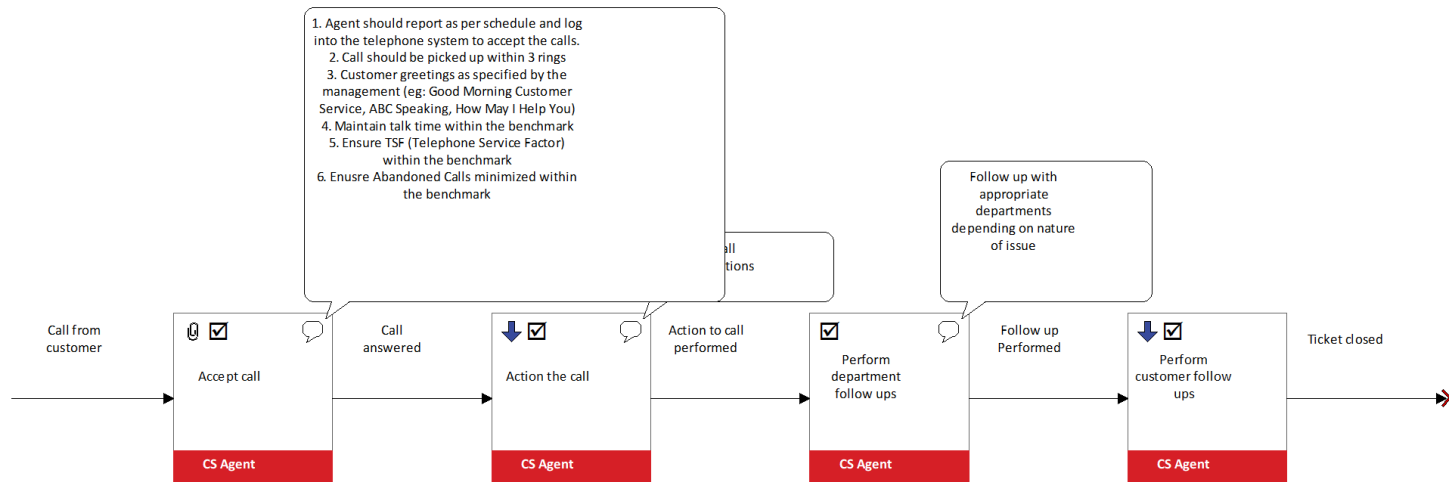 1. Agent should report as per schedule and log
into the telephone system to accept the calls.
2. Call should be picked up within 3 rings
3. Customer greetings as specified by the
management (eg: Good Morning Customer
Service, ABC Speaking, How May I Help You)
4. Maintain talk time within the benchmark
5. Ensure TSF (Telephone Service Factor)
within the benchmark
6. Enusre Abandoned Calls minimized within
the benchmark
Follow up with
appropriate
departments
depending on nature
of issue
Call from
customer
Accept call
CS Agent
Call
answered
Action the call
CS Agent
Action to call
performed
Perform
department
follow ups
CS Agent
Follow up
Performed
Perform
customer follow
ups
CS Agent
Ticket closed